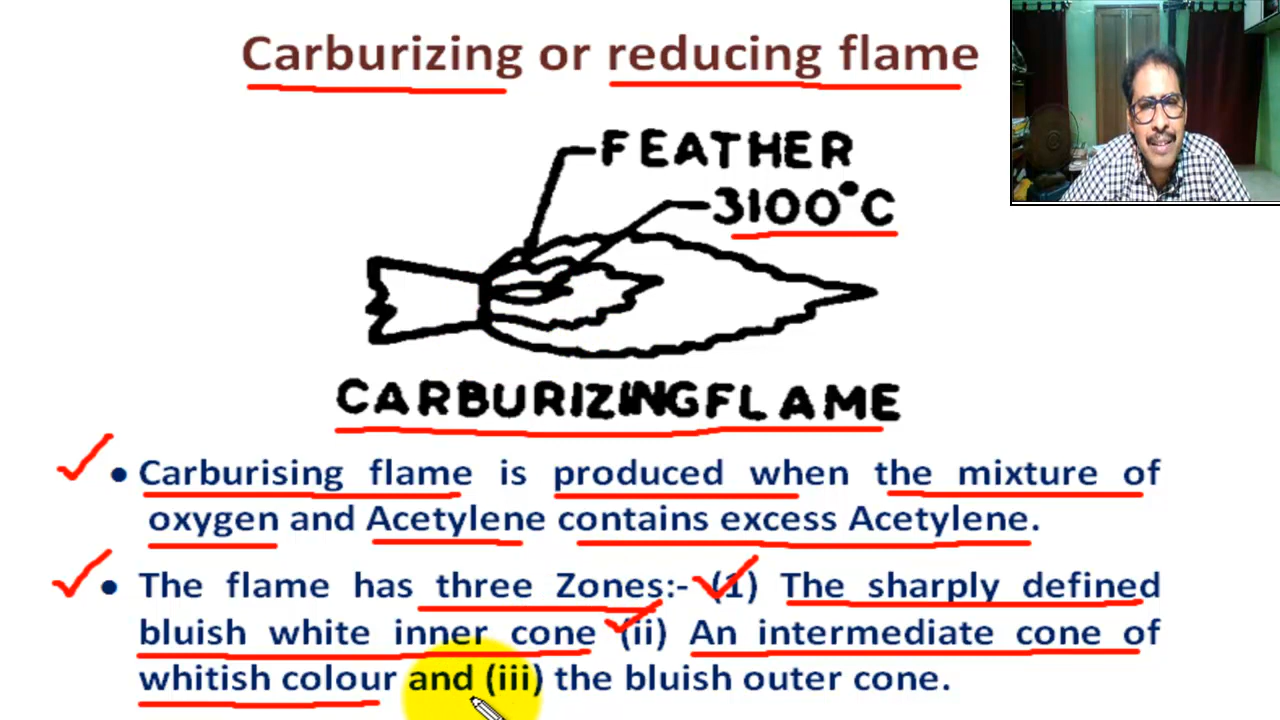 Carburizing or reducing flame
FEATHER
3100°C
CARBURIZING FLAME
• Carburising flame is produced when the mixture of
oxygen and Acetylene contains excess Acetylene.
• The flame has three Zones:- (1) The sharply defined
bluish white inner cone (ii) An intermediate cone of
whitish colour and (iii) the bluish outer cone.